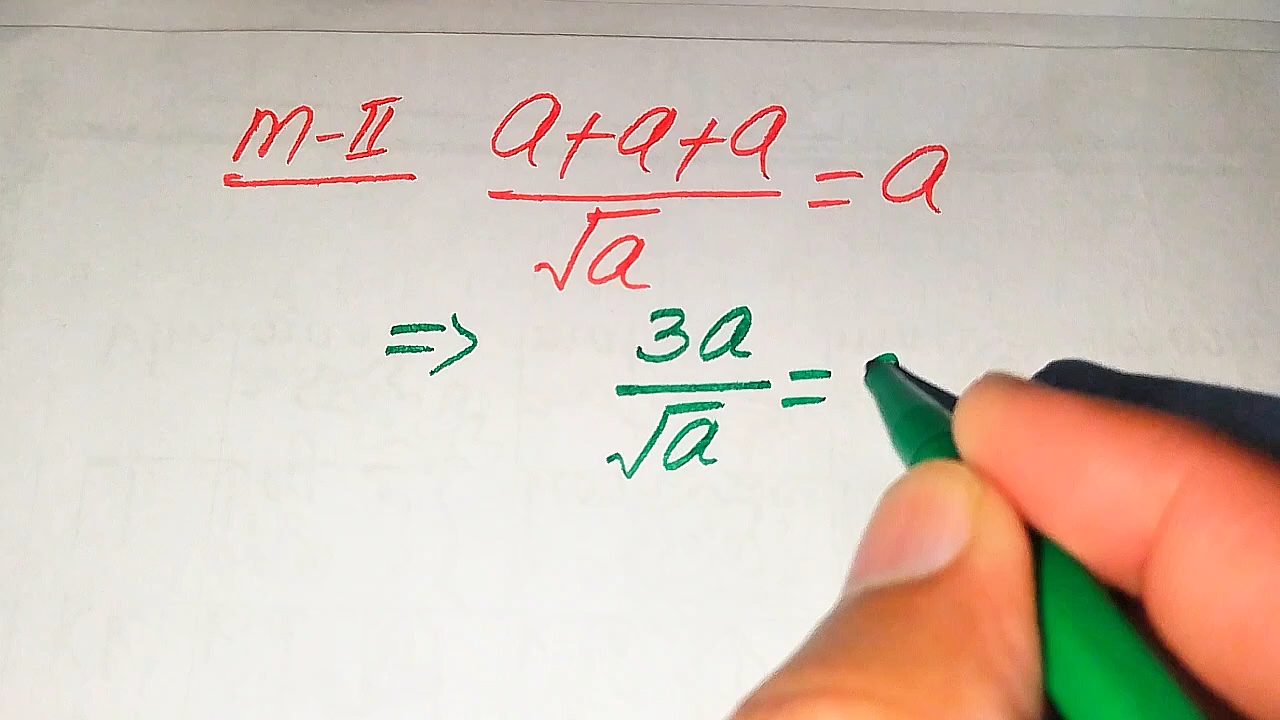 m-II a+a+a/√a = a
=> 3a/√a =